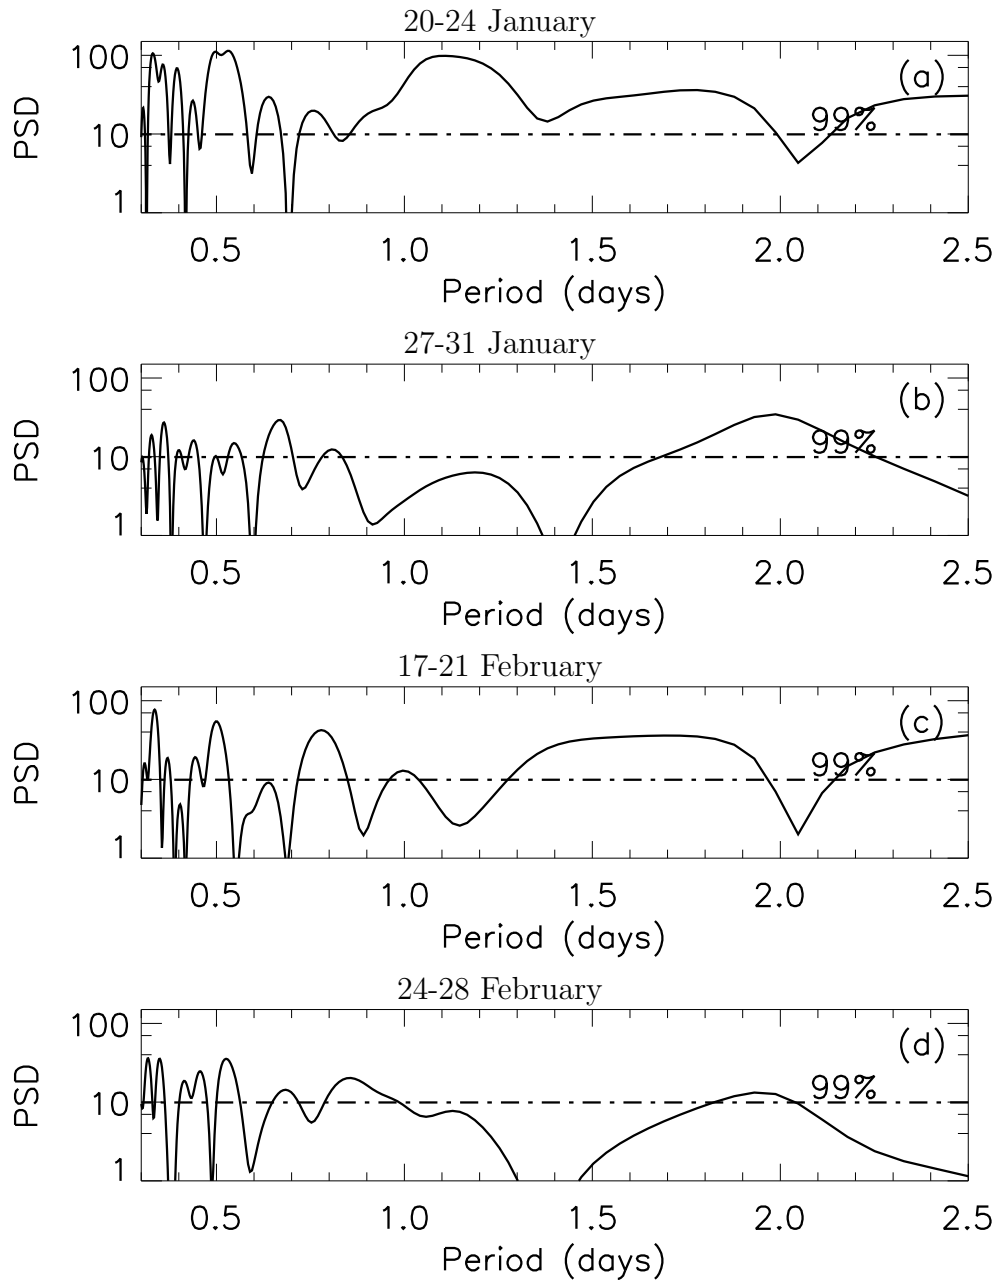 20-24 January
(a)
100
99%
10
1
PSD
0.5 1.0 1.5 2.0 2.5
Period (days)
27-31 January
(b)
100
99%
10
1
PSD
0.5 1.0 1.5 2.0 2.5
Period (days)
17-21 February
(c)
100
99%
10
1
PSD
0.5 1.0 1.5 2.0 2.5
Period (days)
24-28 February
(d)
100
99%
10
1
PSD
0.5 1.0 1.5 2.0 2.5
Period (days)